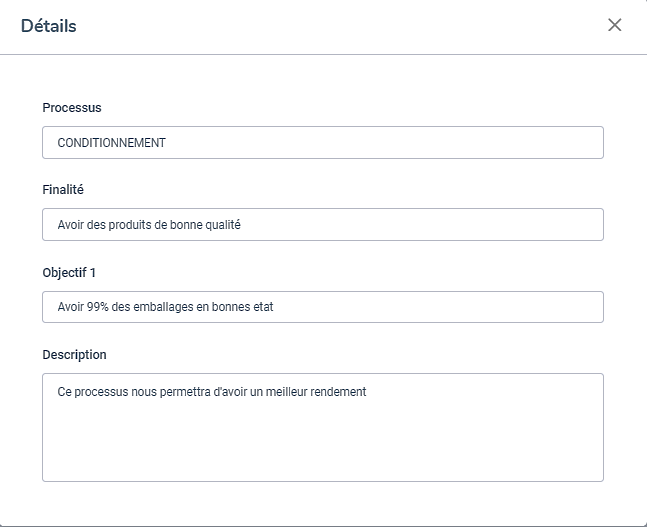 Détails
Processus
CONDITIONNEMENT
Finalité
Avoir des produits de bonne qualité
Objectif 1
Avoir 99% des emballages en bonnes etat
Description
Ce processus nous permettra d'avoir un meilleur rendement